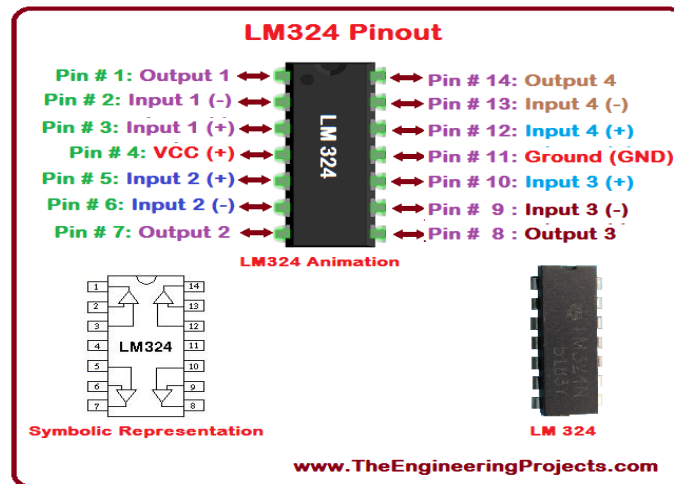 LM324 Pinout
Pin # 1: Output 1
Pin # 2: Input 1 (-)
Pin # 3: Input 1 (+)
Pin # 4: VCC (+)
Pin # 5: Input 2 (+)
Pin # 6: Input 2 (-)
Pin # 7: Output 2
LM 324
Pin # 14: Output 4
Pin # 13: Input 4 (-)
Pin # 12: Input 4 (+)
Pin # 11: Ground (GND)
Pin # 10: Input 3 (+)
Pin # 9 : Input 3 (-)
Pin # 8 : Output 3
LM324 Animation
1
2
3
4
5
6
7
LM324
14
13
12
11
10
9
8
Symbolic Representation
LM324N
LM 324
www.TheEngineeringProjects.com